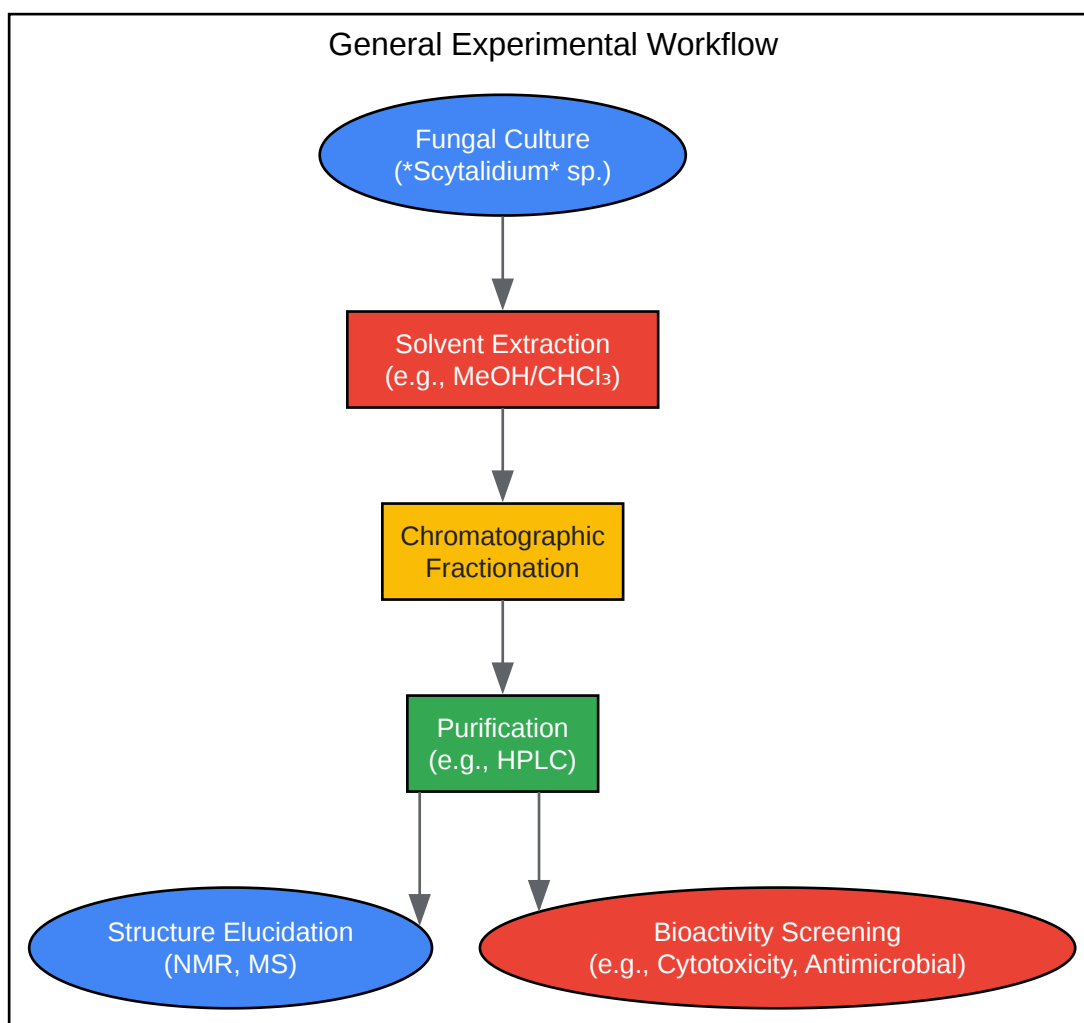 General Experimental Workflow
Fungal Culture
(*Scytalidium* sp.)
Solvent Extraction
(e.g., MeOH/CHCl₃)
Chromatographic
Fractionation
Purification
(e.g., HPLC)
Structure Elucidation
(NMR, MS)
Bioactivity Screening
(e.g., Cytotoxicity, Antimicrobial)